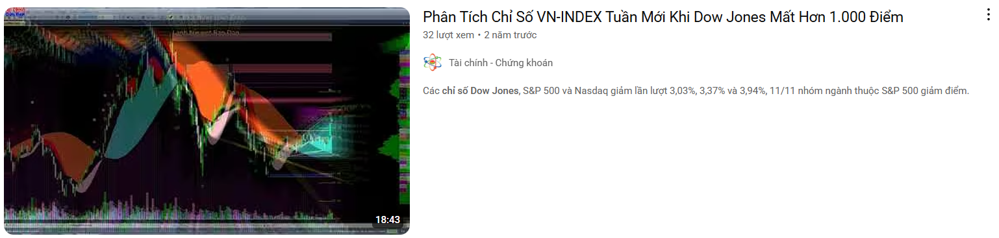 Phân Tích Chỉ Số VN-INDEX Tuần Mới Khi Dow Jones Mất Hơn 1.000 Điểm
32 lượt xem • 2 năm trước
Tài chính - Chứng khoán
Các chỉ số Dow Jones, S&P 500 và Nasdaq giảm lần lượt 3,03%, 3,37% và 3,94%, 11/11 nhóm ngành thuộc S&P 500 giảm điểm.
18:43